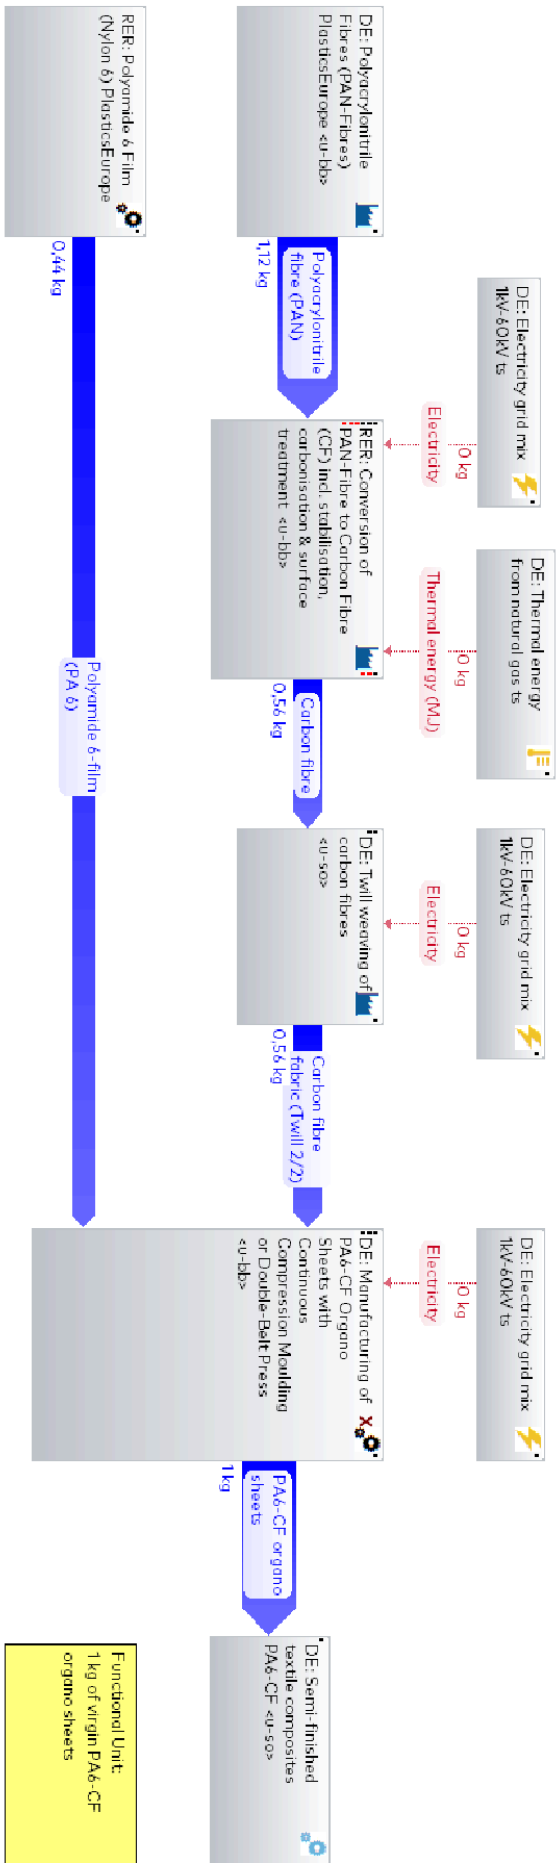 DE: Electricity grid mix
1kV-60kV ts
DE: Thermal energy
from natural gas ts
DE: Electricity grid mix
1kV-60kV ts
DE: Electricity grid mix
1kV-60kV ts
0 kg
Electricity
0 kg
Thermal energy (MJ)
0 kg
Electricity
0 kg
Electricity
DE: Polyacrylonitrile
Fibres (PAN-Fibres)
PlasticsEurope <u-bb>
Polyacrylonitrile
fibre (PAN)
1,12 kg
RER: Conversion of
PAN-Fibre to Carbon Fibre
(CF) incl. stabilisation,
carbonisation & surface
treatment <u-bb>
Carbon fibre
0,56 kg
DE: Twill weaving of
carbon fibres
<u-so>
Carbon fibre
fabric (Twill 2/2)
0,56 kg
DE: Manufacturing of
PA6-CF Organo
Sheets with
Continuous
Compression Moulding
or Double-Belt Press
<u-bb>
X
PA6-CF organo
sheets
1 kg
DE: Semi-finished
textile composites
PA6-CF <u-so>
RER: Polyamide 6 Film
(Nylon 6) PlasticsEurope
0,44 kg
Polyamide 6-film
(PA 6)
Functional Unit:
1 kg of virgin PA6-CF
organo sheets